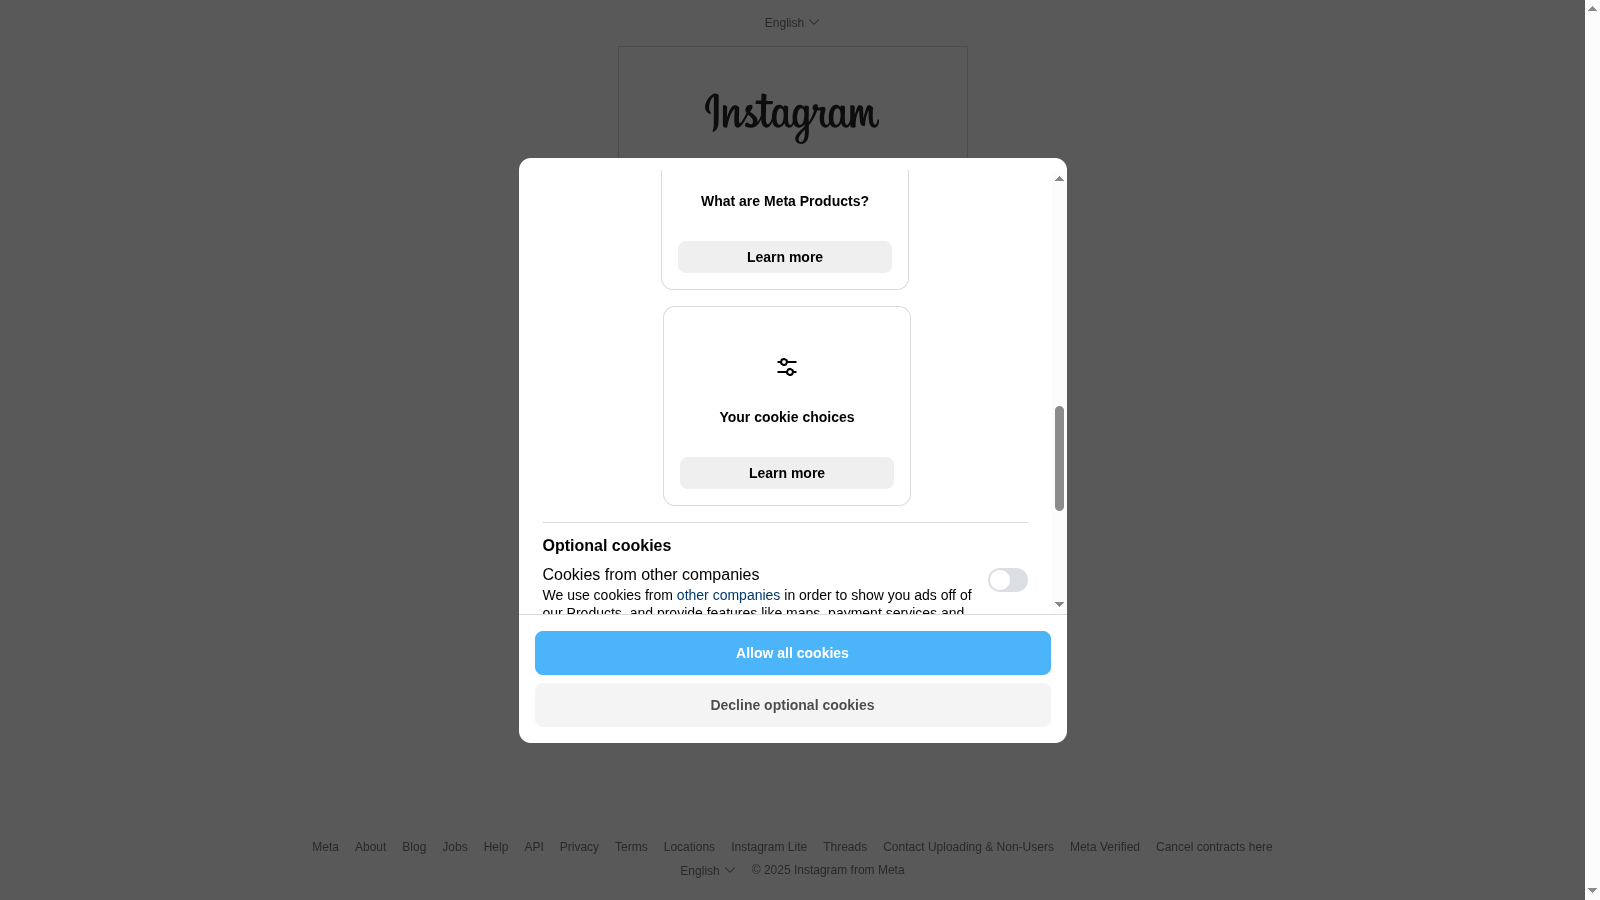 English
Instagram
What are Meta Products?
Learn more
Your cookie choices
Learn more
Optional cookies
Cookies from other companies
We use cookies from other companies in order to show you ads off of
our Products, and provide features like maps, payment services and
Allow all cookies
Decline optional cookies
Meta About Blog Jobs Help API Privacy Terms Locations Instagram Lite Threads Contact Uploading & Non-Users Meta Verified Cancel contracts here
English © 2025 Instagram from Meta